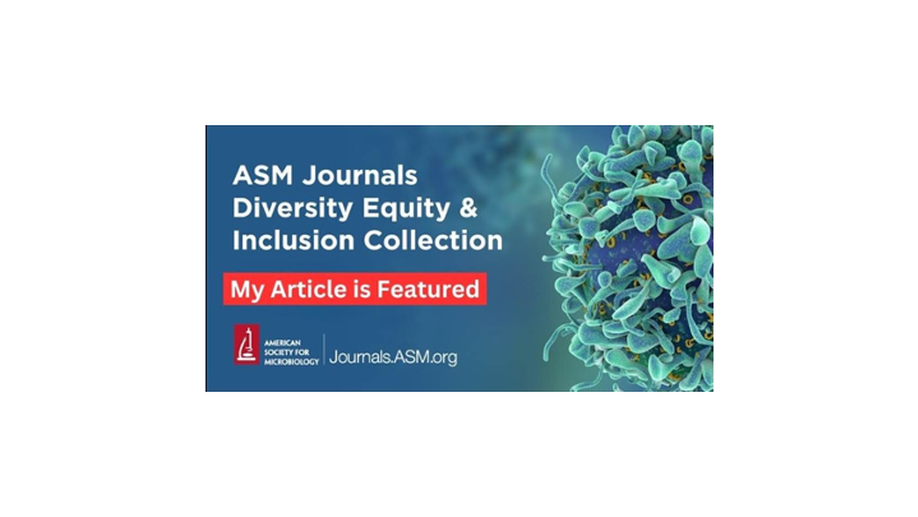 ASM Journals
Diversity Equity &
Inclusion Collection
My Article is Featured
AMERICAN
SOCIETY FOR
MICROBIOLOGY
Journals.ASM.org